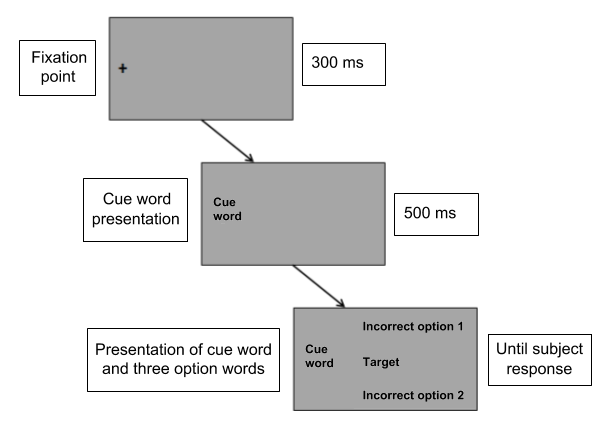 Fixation
point
+
300 ms
Cue word
presentation
Cue
word
500 ms
Presentation of cue word
and three option words
Cue
word
Incorrect option 1
Target
Incorrect option 2
Until subject
response